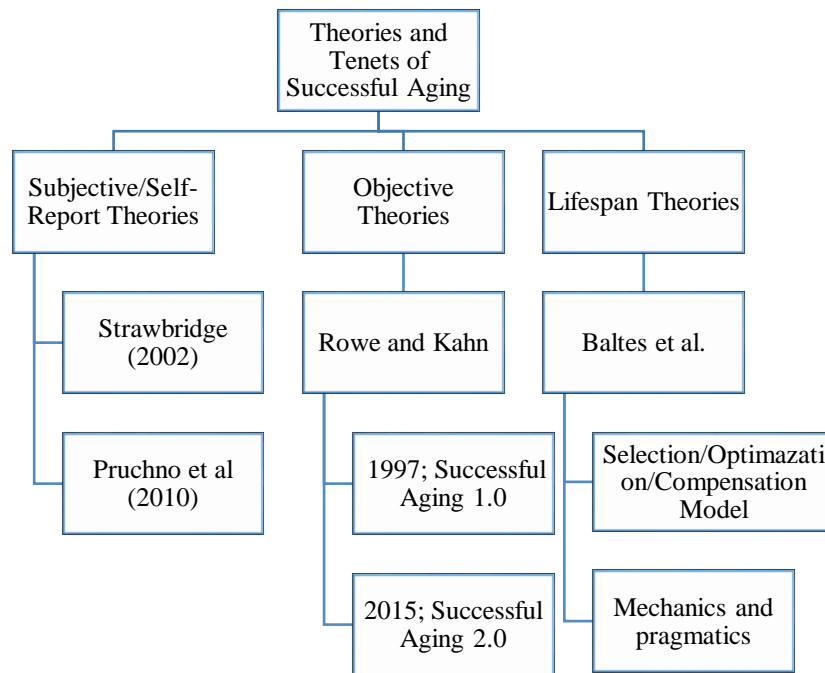 Theories and
Tenets of
Successful Aging
Subjective/Self-
Report Theories
Objective
Theories
Lifespan Theories
Strawbridge
(2002)
Rowe and Kahn
Baltes et al.
Pruchno et al
(2010)
1997; Successful
Aging 1.0
Selection/Optimazati
on/Compensation
Model
2015; Successful
Aging 2.0
Mechanics and
pragmatics